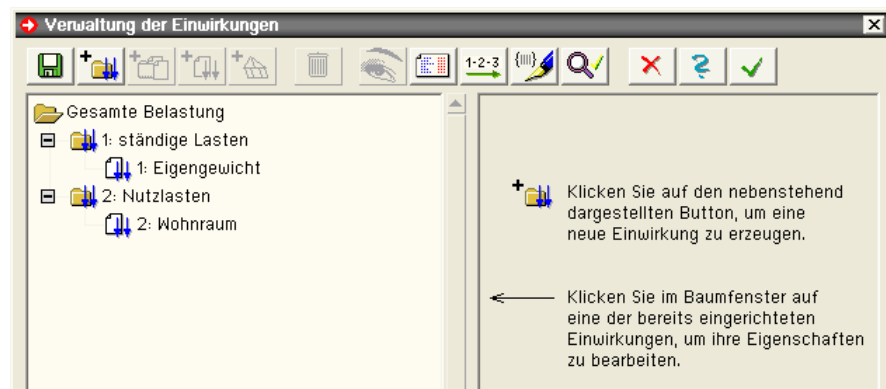 Verwaltung der Einwirkungen
1-2-3
Gesamte Belastung
1: ständige Lasten
1: Eigengewicht
2: Nutzlasten
2: Wohnraum
Klicken Sie auf den nebenstehend
dargestellten Button, um eine
neue Einwirkung zu erzeugen.
Klicken Sie im Baumfenster auf
eine der bereits eingerichteten
Einwirkungen, um ihre Eigenschaften
zu bearbeiten.